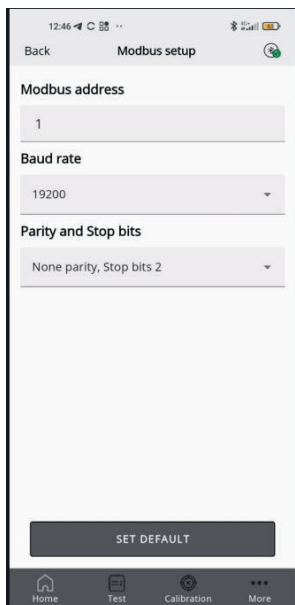 12:46
Back Modbus setup
Modbus address
1
Baud rate
19200
Parity and Stop bits
None parity, Stop bits 2
SET DEFAULT
Home Test Calibration More